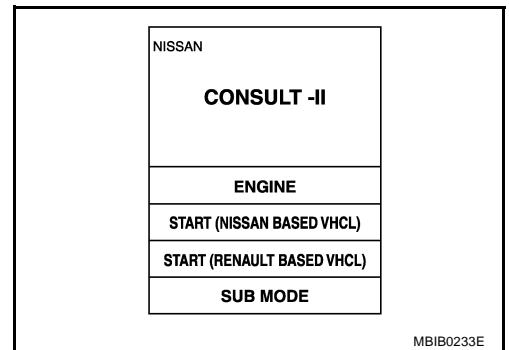 NISSAN
CONSULT -II
ENGINE
START (NISSAN BASED VHCL)
START (RENAULT BASED VHCL)
SUB MODE
MBIB0233E